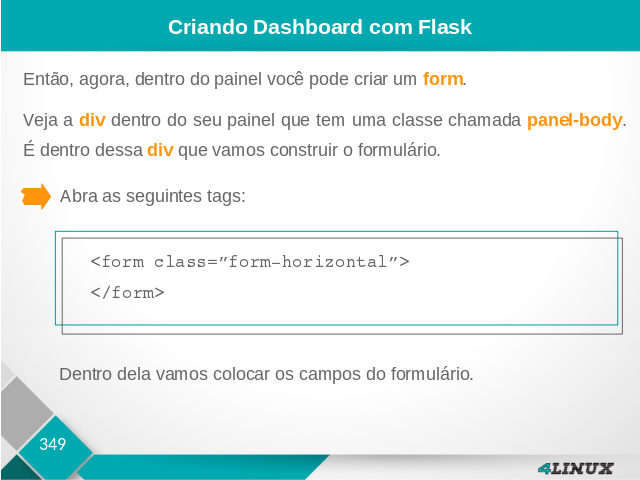 Criando Dashboard com Flask
Então, agora, dentro do painel você pode criar um form.
Veja a div dentro do seu painel que tem uma classe chamada panel-body.
É dentro dessa div que vamos construir o formulário.
Abra as seguintes tags:
<form class=”form-horizontal”>
</form>
Dentro dela vamos colocar os campos do formulário.
349
4LINUX